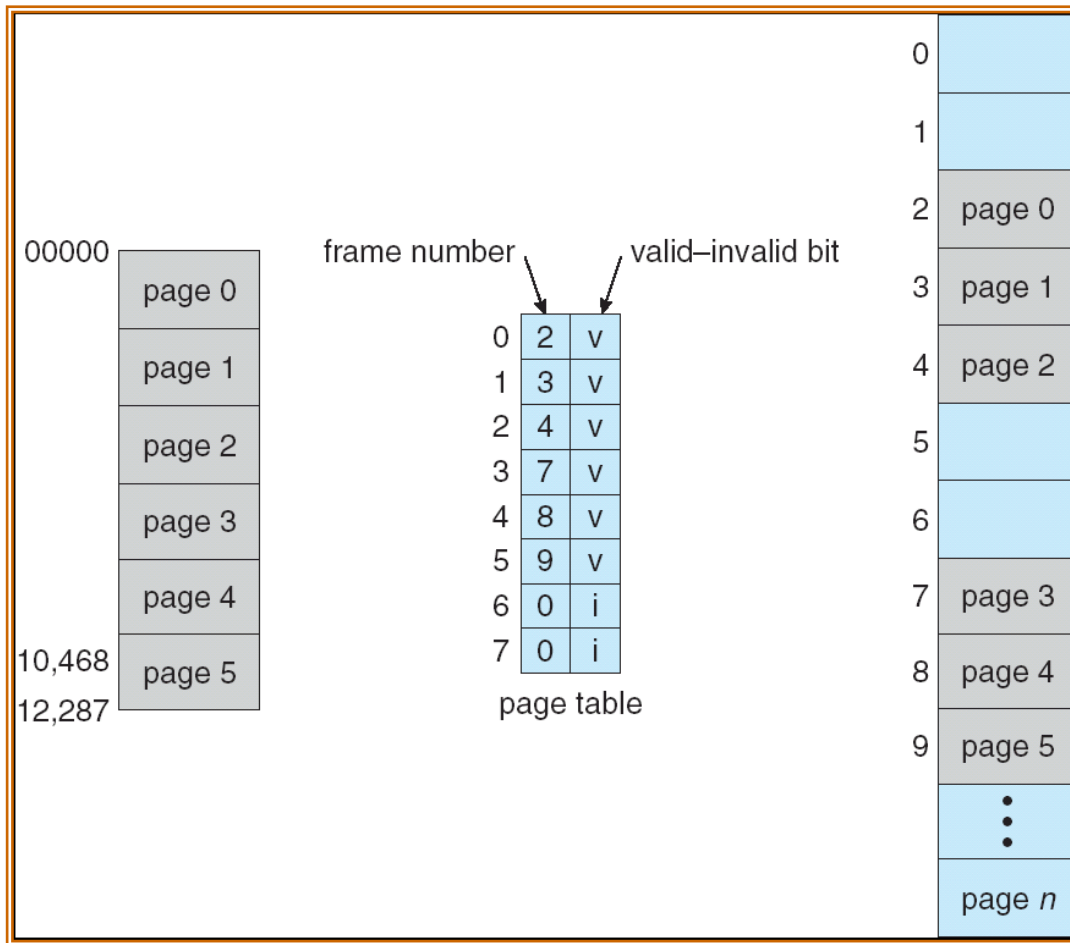 00000
page 0
page 1
page 2
page 3
page 4
10,468
page 5
12,287
frame number
valid–invalid bit
0 2 v
1 3 v
2 4 v
3 7 v
4 8 v
5 9 v
6 0 i
7 0 i
page table
0
1
2 page 0
3 page 1
4 page 2
5
6
7 page 3
8 page 4
9 page 5
page n